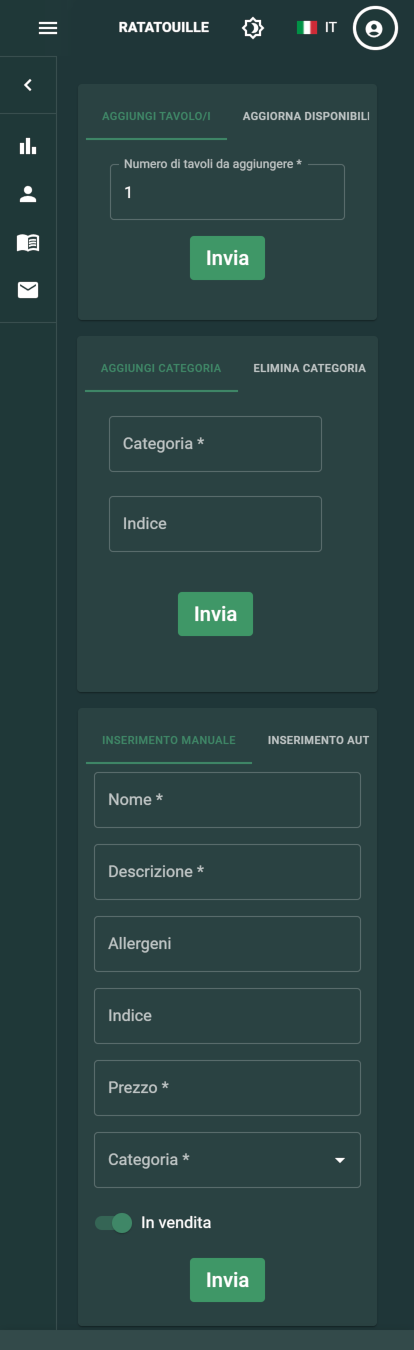 RATATOUILLE
IT
AGGIUNGI TAVOLO/I
AGGIORNA DISPONIBILI
Numero di tavoli da aggiungere *
1
Invia
AGGIUNGI CATEGORIA
ELIMINA CATEGORIA
Categoria *
Indice
Invia
INSERIMENTO MANUALE
INSERIMENTO AUT
Nome *
Descrizione *
Allergeni
Indice
Prezzo *
Categoria *
In vendita
Invia